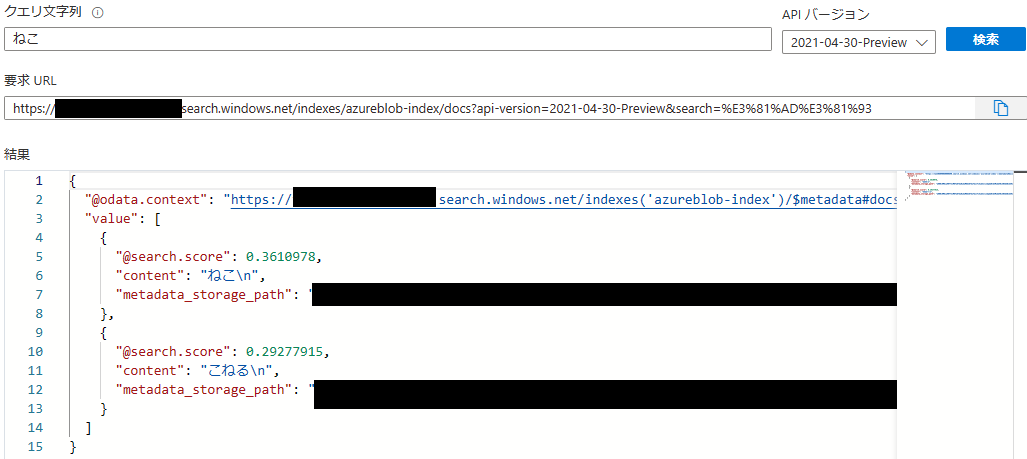 クエリ文字列
API バージョン
ねこ
2021-04-30-Preview
検索
要求 URL
https:// search.windows.net/indexes/azureblob-index/docs?api-version=2021-04-30-Preview&search=%E3%81%AD%E3%81%93
結果
1 {
2 "@odata.context": "https:// search.windows.net/indexes('azureblob-index')/$metadata#docs
3 "value": [
4 {
5 "@search.score": 0.3610978,
6 "content": "ねこ\n",
7 "metadata_storage_path": "
8 },
9 {
10 "@search.score": 0.29277915,
11 "content": "こねる\n",
12 "metadata_storage_path": "
13 }
14 ]
15 }